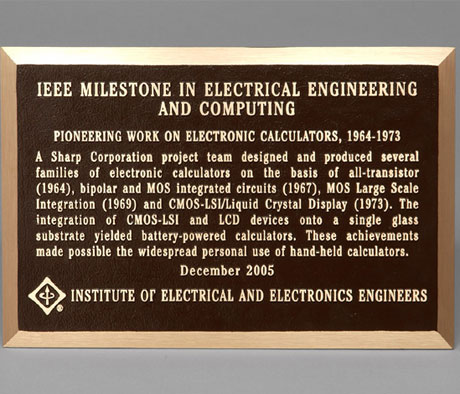 IEEE MILESTONE IN ELECTRICAL ENGINEERING
AND COMPUTING
PIONEERING WORK ON ELECTRONIC CALCULATORS, 1964-1973
A Sharp Corporation project team designed and produced several
families of electronic calculators on the basis of all-transistor
(1964), bipolar and MOS integrated circuits (1967), MOS Large Scale
Integration (1969) and CMOS-LSI/Liquid Crystal Display (1973). The
integration of CMOS-LSI and LCD devices onto a single glass
substrate yielded battery-powered calculators. These achievements
made possible the widespread personal use of hand-held calculators.
December 2005
® INSTITUTE OF ELECTRICAL AND ELECTRONICS ENGINEERS